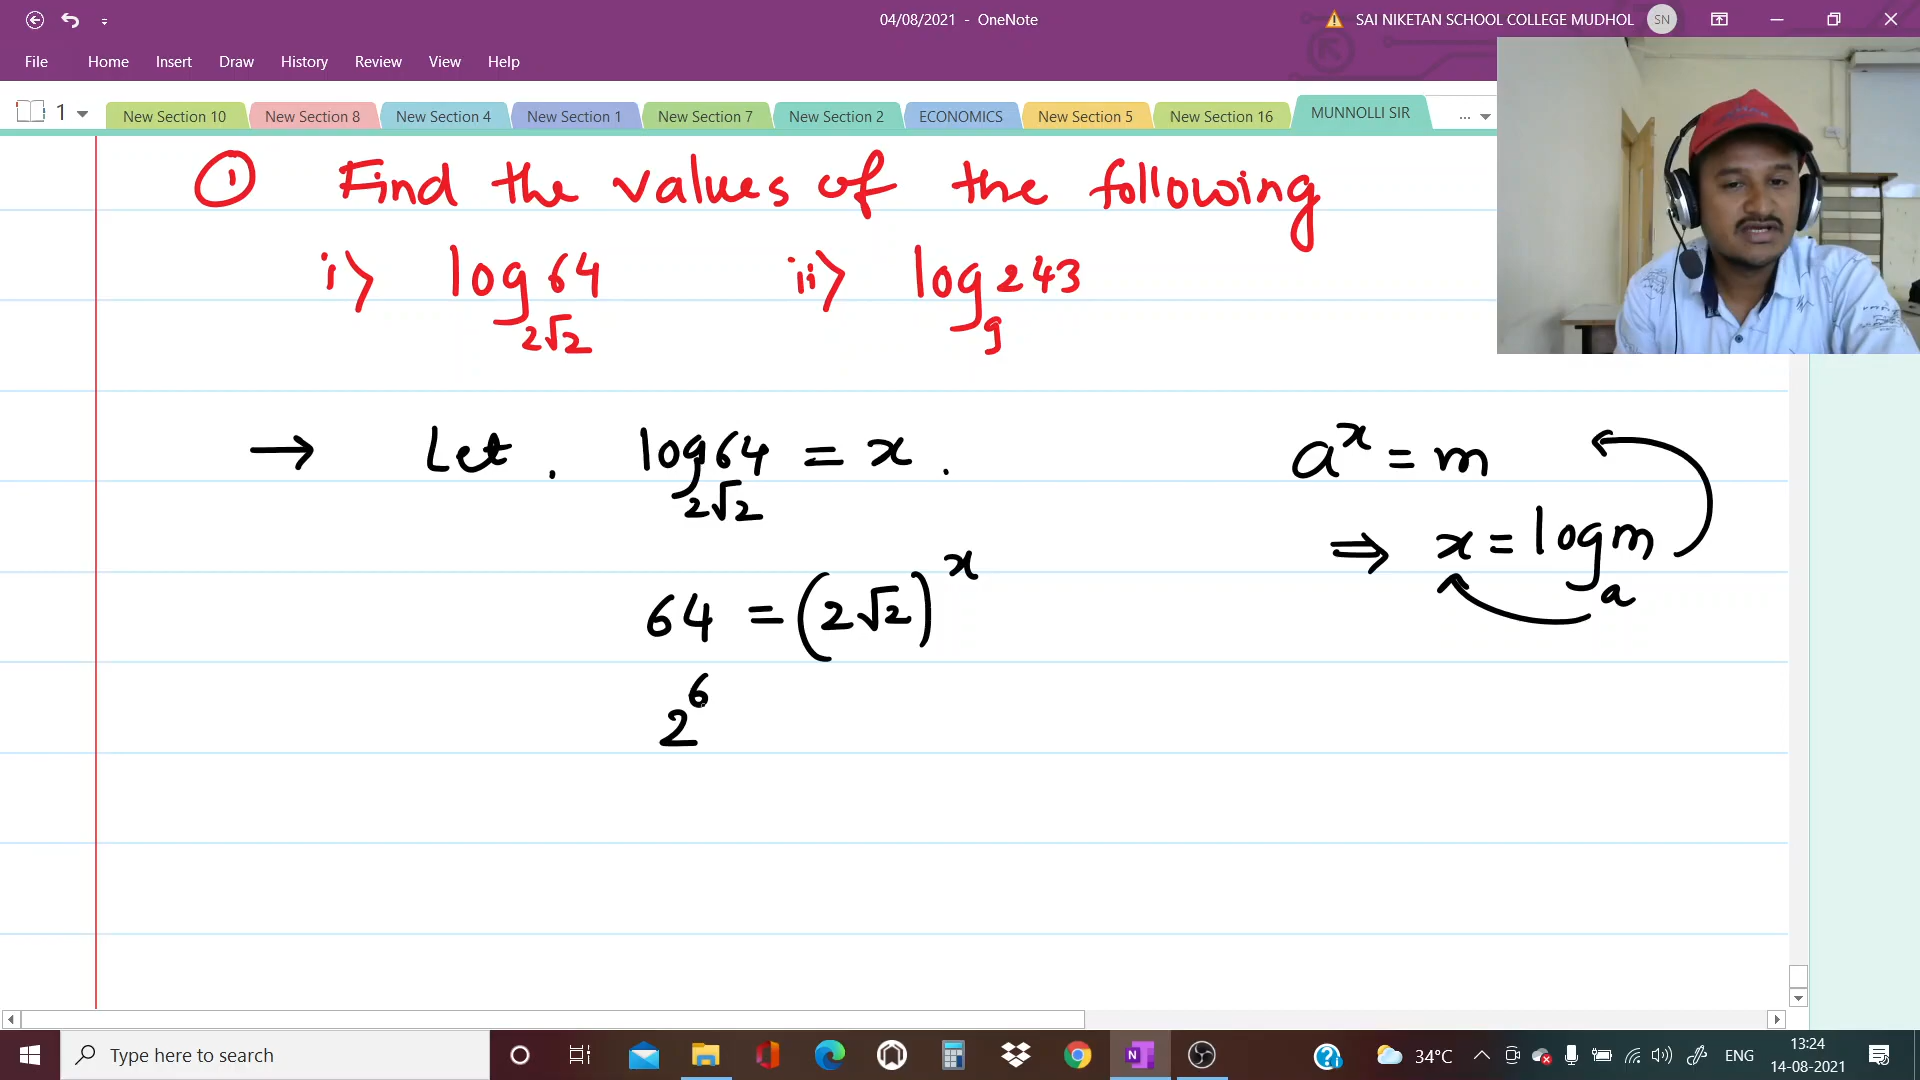 04/08/2021 - OneNote
SAI NIKETAN SCHOOL COLLEGE MUDHOL SN
File Home Insert Draw History Review View Help
1 New Section 10 New Section 8 New Section 4 New Section 1 New Section 7 New Section 2 ECONOMICS New Section 5 New Section 16 MUNNOLLI SIR ...
① Find the values of the following
i) log_{2√2} 64 ii) log_9 243
→ Let . log_{2√2} 64 = x .
a^x = m
⇒ x = log_a m
64 = (2√2)^x
2^6
Type here to search
34°C ENG 13:24
14-08-2021